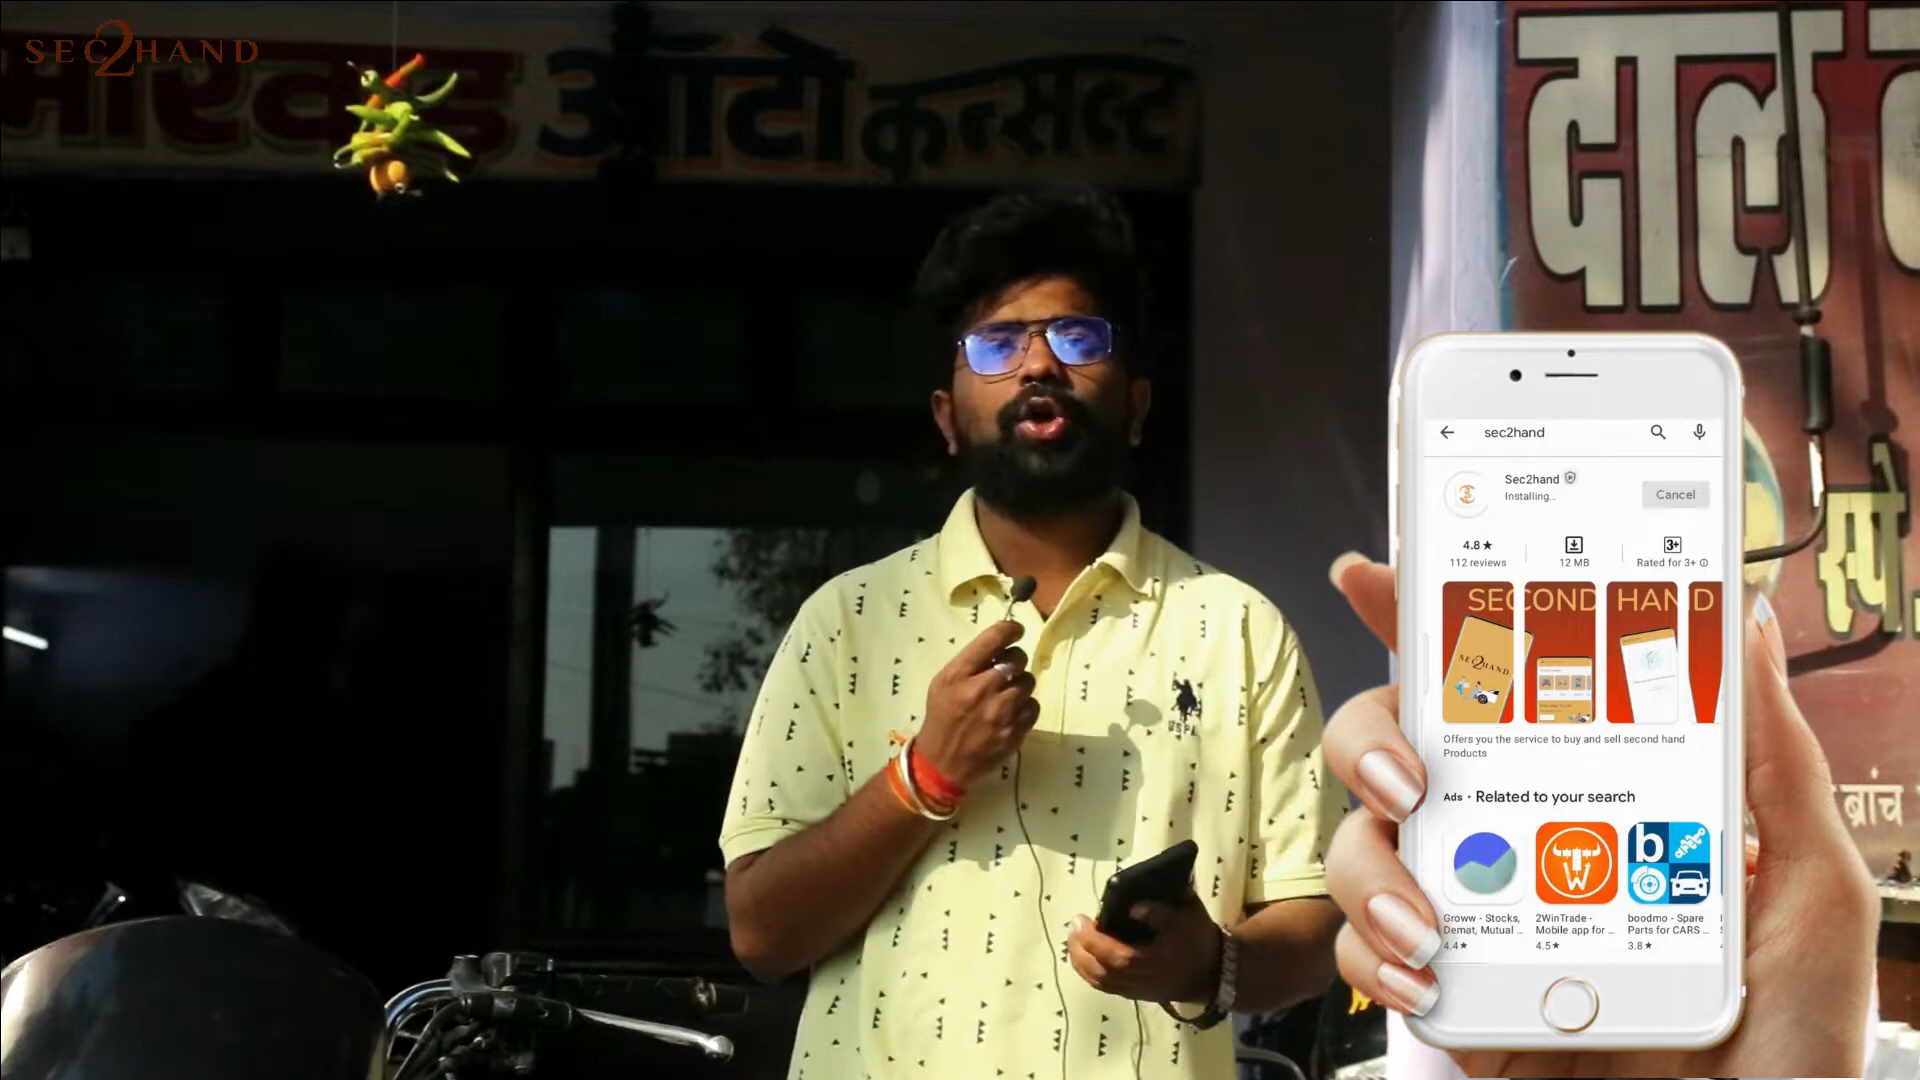 SEC2HAND
ऑटो कन्सल्ट
दाल
स्पो
ब्रांच
U.S.P.A.
sec2hand
Sec2hand
Installing...
Cancel
4.8★
112 reviews
12 MB
3+
Rated for 3+
SECOND HAND
SEC2HAND
Offers you the service to buy and sell second hand
Products
Ads · Related to your search
b
W
Groww - Stocks,
Demat, Mutual ...
4.4★
2WinTrade -
Mobile app for ...
4.5★
boodmo - Spare
Parts for CARS ...
3.8★